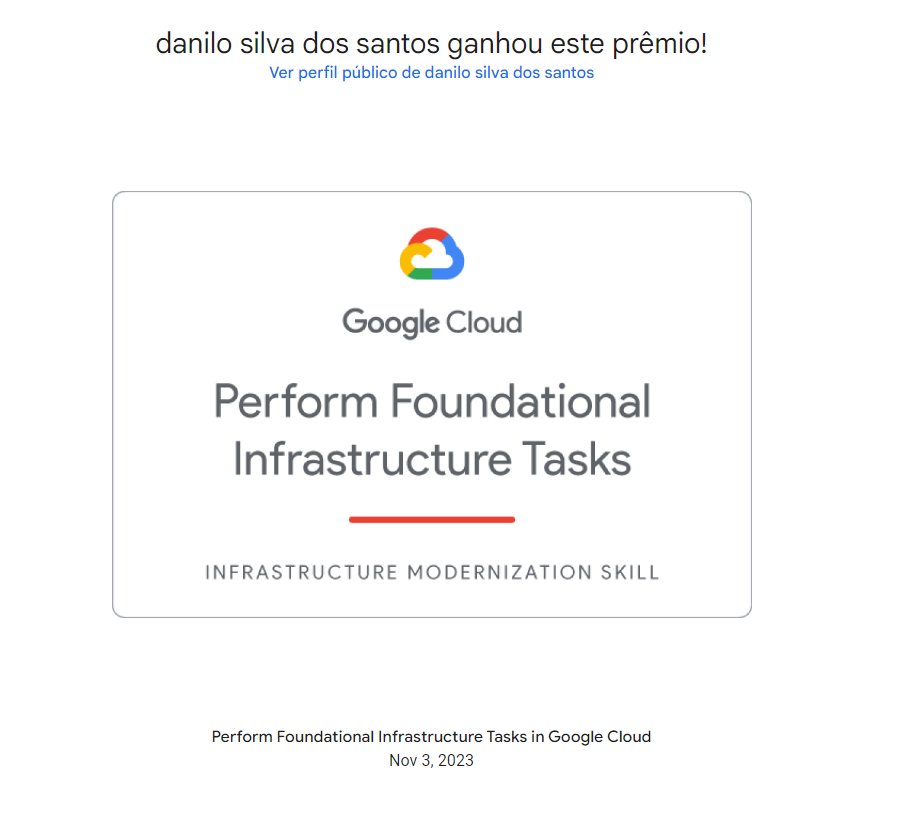 danilo silva dos santos ganhou este prêmio!
Ver perfil público de danilo silva dos santos
Google Cloud
Perform Foundational
Infrastructure Tasks
INFRASTRUCTURE MODERNIZATION SKILL
Perform Foundational Infrastructure Tasks in Google Cloud
Nov 3, 2023